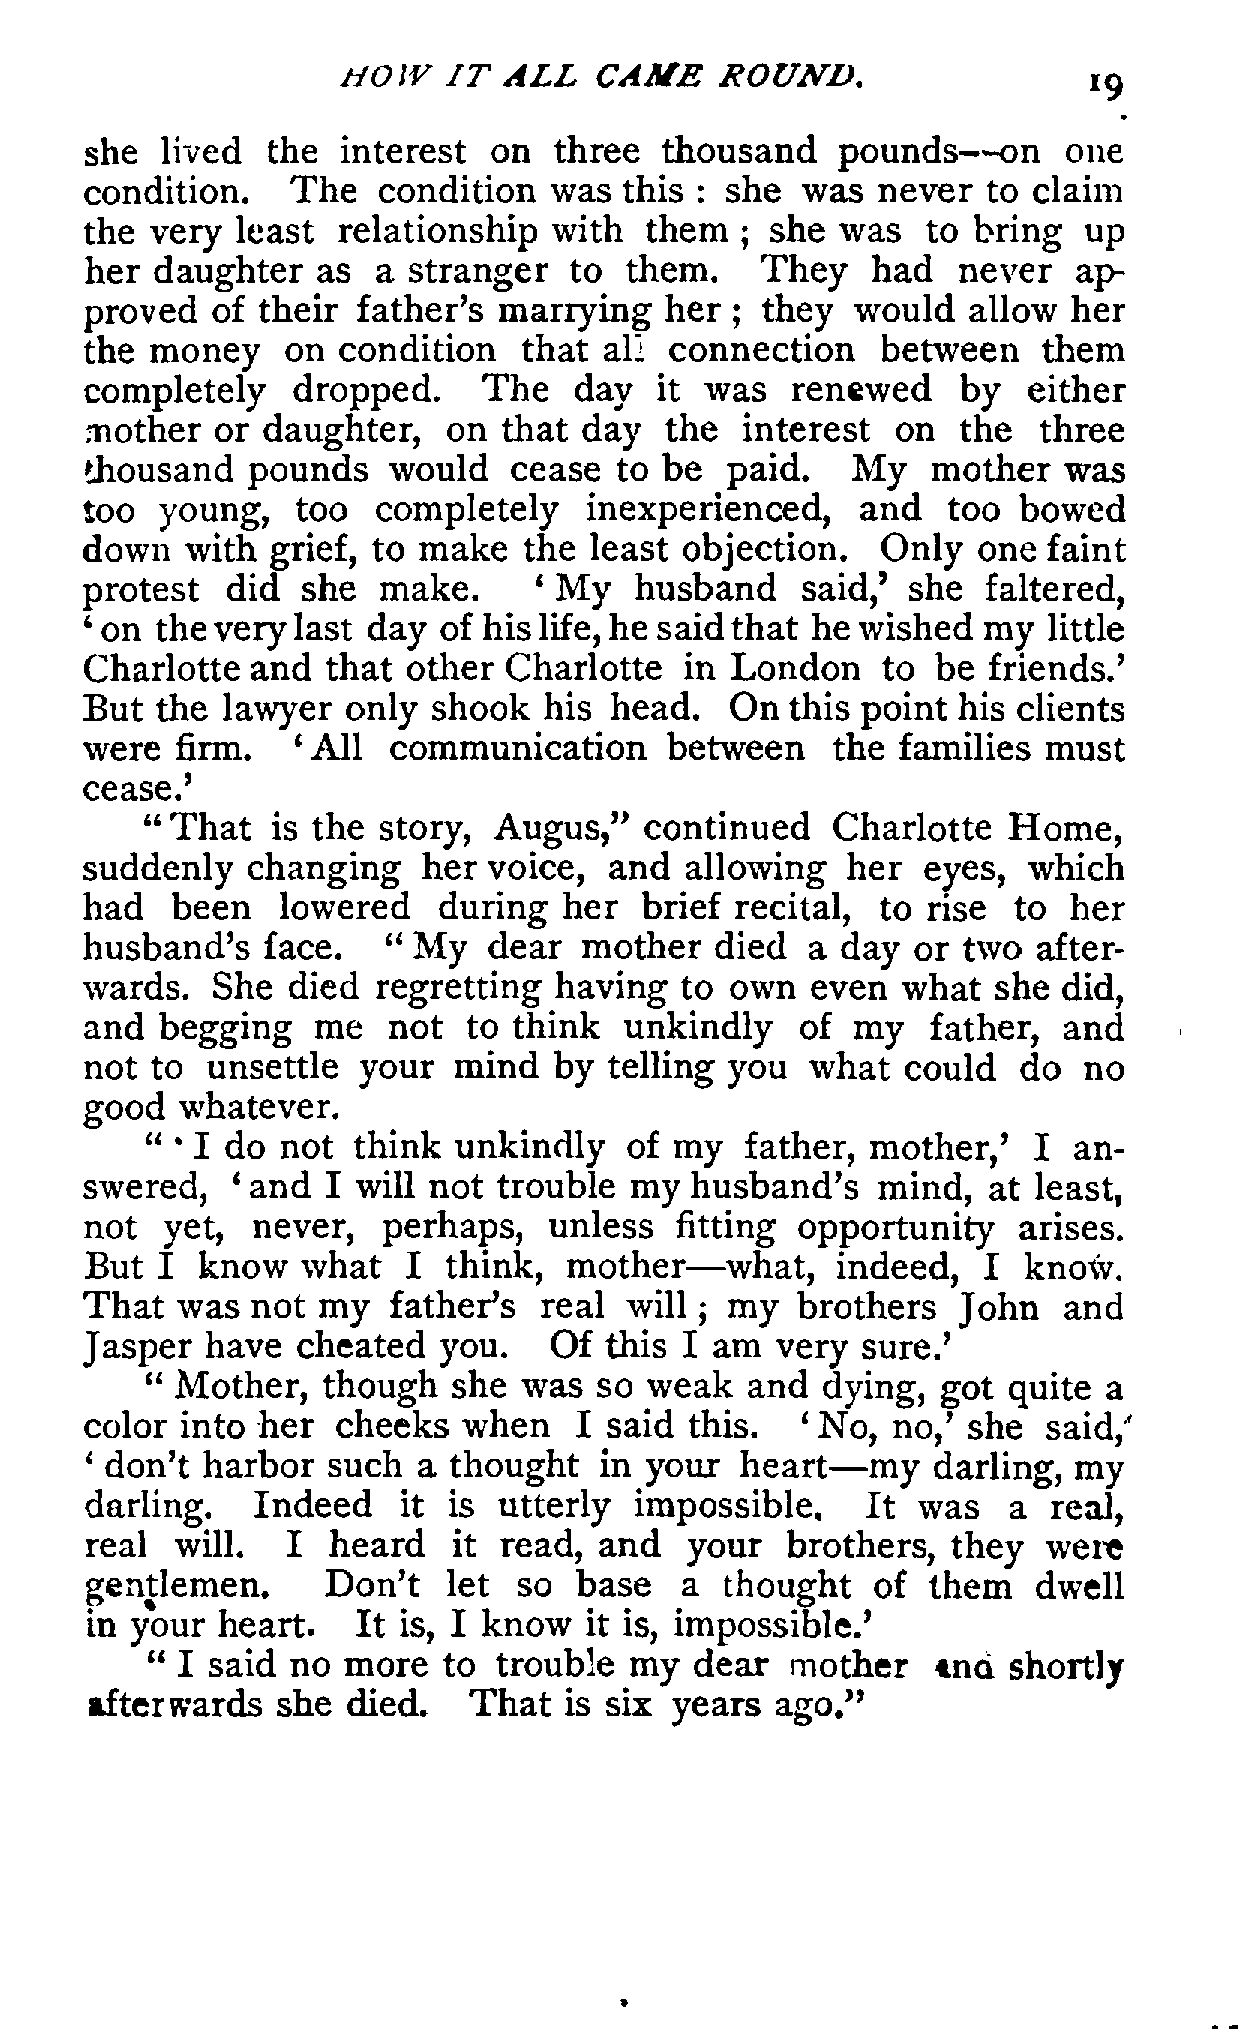 HOW IT ALL CAME ROUND. 19
she lived the interest on three thousand pounds—on one
condition. The condition was this : she was never to claim
the very least relationship with them ; she was to bring up
her daughter as a stranger to them. They had never ap-
proved of their father's marrying her ; they would allow her
the money on condition that all connection between them
completely dropped. The day it was renewed by either
mother or daughter, on that day the interest on the three
thousand pounds would cease to be paid. My mother was
too young, too completely inexperienced, and too bowed
down with grief, to make the least objection. Only one faint
protest did she make. ‘ My husband said,’ she faltered,
‘ on the very last day of his life, he said that he wished my little
Charlotte and that other Charlotte in London to be friends.’
But the lawyer only shook his head. On this point his clients
were firm. ‘ All communication between the families must
cease.’
“ That is the story, Augus,” continued Charlotte Home,
suddenly changing her voice, and allowing her eyes, which
had been lowered during her brief recital, to rise to her
husband's face. “ My dear mother died a day or two after-
wards. She died regretting having to own even what she did,
and begging me not to think unkindly of my father, and
not to unsettle your mind by telling you what could do no
good whatever.
“ ‘ I do not think unkindly of my father, mother,’ I an-
swered, ‘ and I will not trouble my husband's mind, at least,
not yet, never, perhaps, unless fitting opportunity arises.
But I know what I think, mother—what, indeed, I know.
That was not my father's real will ; my brothers John and
Jasper have cheated you. Of this I am very sure.’
“ Mother, though she was so weak and dying, got quite a
color into her cheeks when I said this. ‘ No, no,’ she said,
‘ don't harbor such a thought in your heart—my darling, my
darling. Indeed it is utterly impossible. It was a real,
real will. I heard it read, and your brothers, they were
gentlemen. Don't let so base a thought of them dwell
in your heart. It is, I know it is, impossible.’
“ I said no more to trouble my dear mother and shortly
afterwards she died. That is six years ago.”